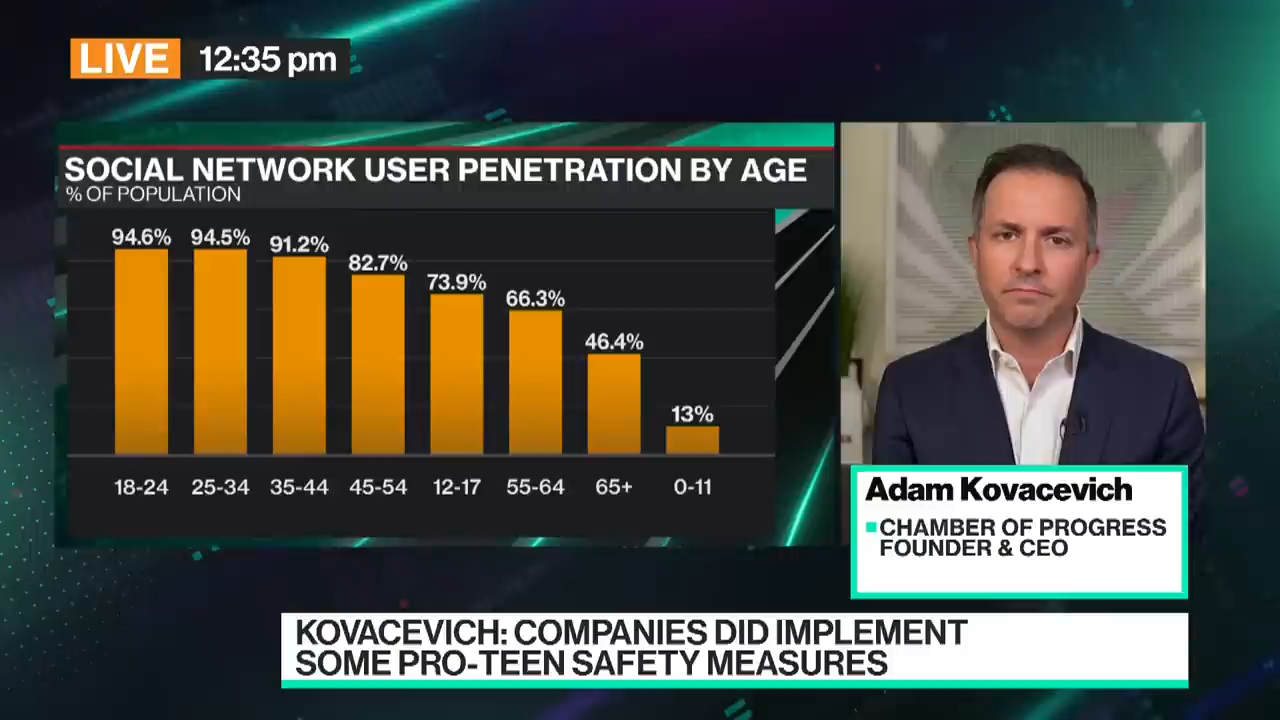 LIVE 12:35 pm
SOCIAL NETWORK USER PENETRATION BY AGE
% OF POPULATION
94.6% 94.5% 91.2% 82.7% 73.9% 66.3% 46.4% 13%
18-24 25-34 35-44 45-54 12-17 55-64 65+ 0-11
Adam Kovacevich
CHAMBER OF PROGRESS
FOUNDER & CEO
KOVACEVICH: COMPANIES DID IMPLEMENT
SOME PRO-TEEN SAFETY MEASURES